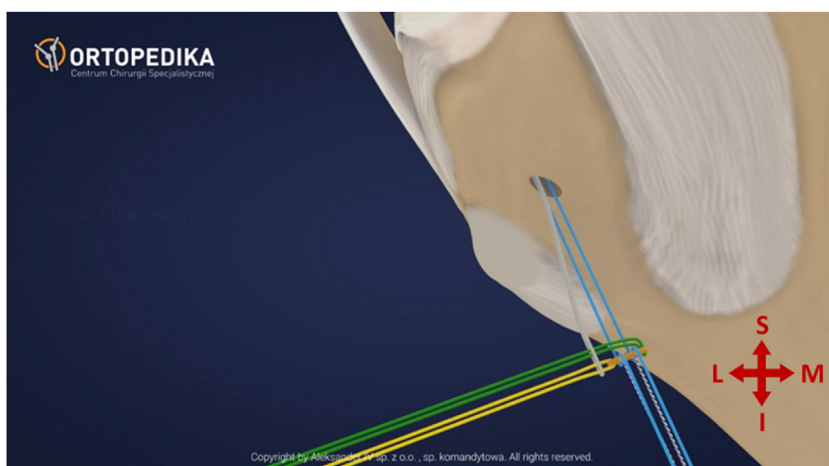 ORTOPEDIKA
Centrum Chirurgii Specjalistycznej
S
L M
I
Copyright by Aleksander IV sp. z o.o. , sp. komandytowa. All rights reserved.